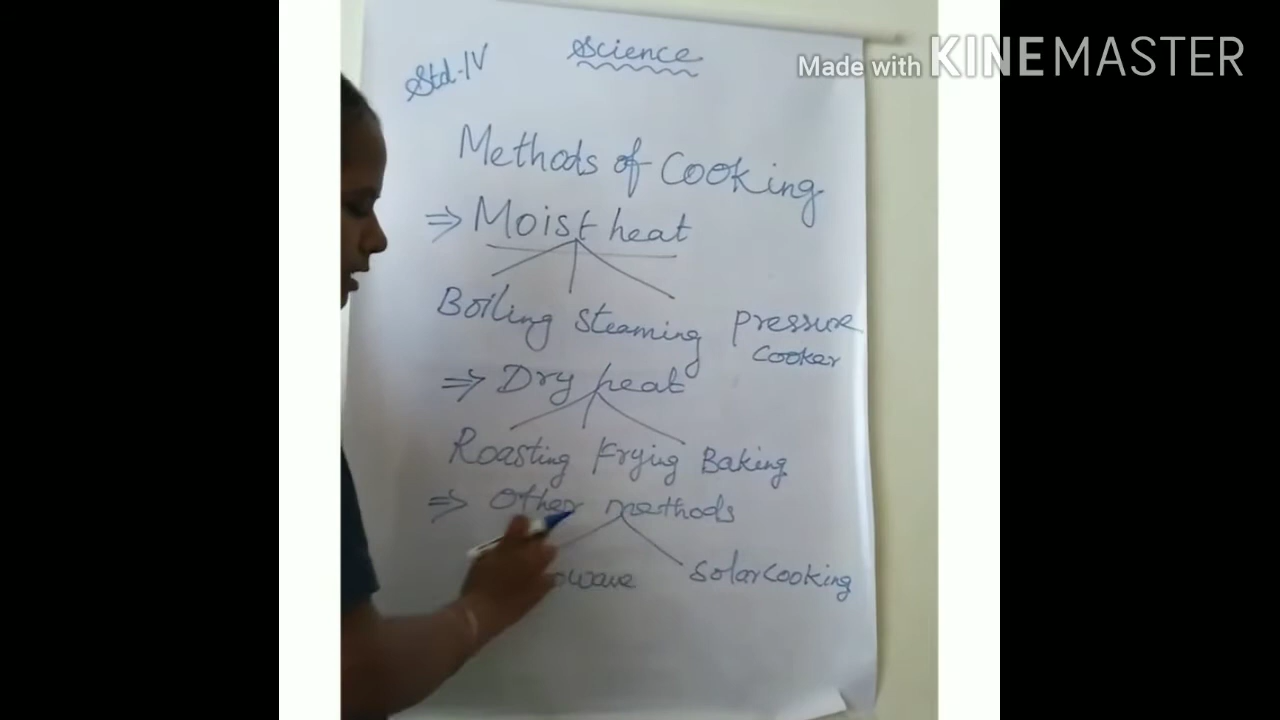 Made with KINEMASTER
Science
Std-IV
Methods of Cooking
⇒ Moist heat
Boiling Steaming Pressure
Cooker
⇒ Dry heat
Roasting Frying Baking
⇒ Other methods
Solar Cooking